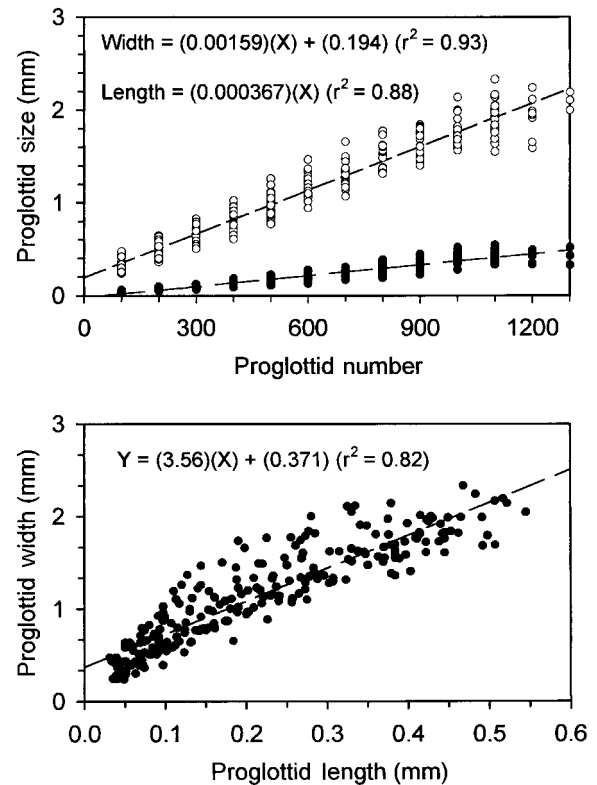 3
Width = (0.00159)(X) + (0.194) (r² = 0.93)
Length = (0.000367)(X) (r² = 0.88)
2
1
0
Proglottid size (mm)
0 300 600 900 1200
Proglottid number
3
Y = (3.56)(X) + (0.371) (r² = 0.82)
2
1
0
Proglottid width (mm)
0.0 0.1 0.2 0.3 0.4 0.5 0.6
Proglottid length (mm)